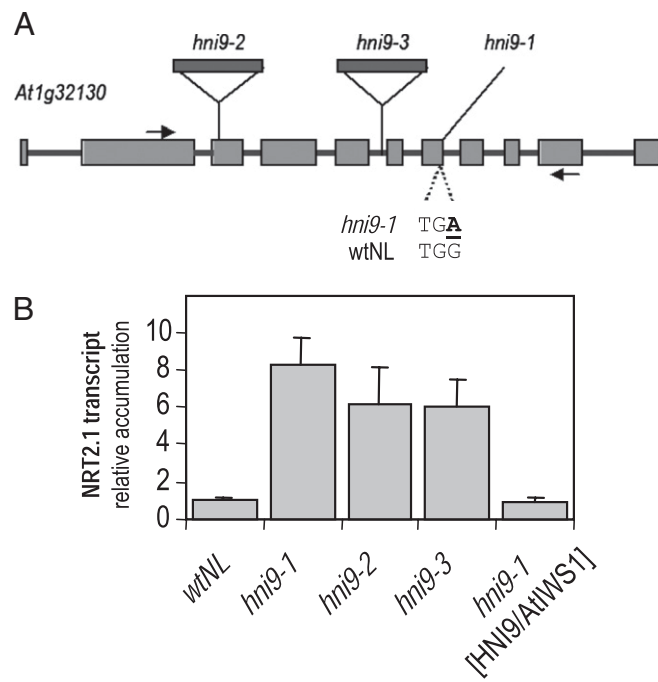 A
hni9-2
hni9-3
hni9-1
At1g32130
hni9-1 TGA
wtNL TGG
B
NRT2.1 transcript
relative accumulation
10
8
6
4
2
0
wtNL
hni9-1
hni9-2
hni9-3
hni9-1
[HNI9/AtIWS1]